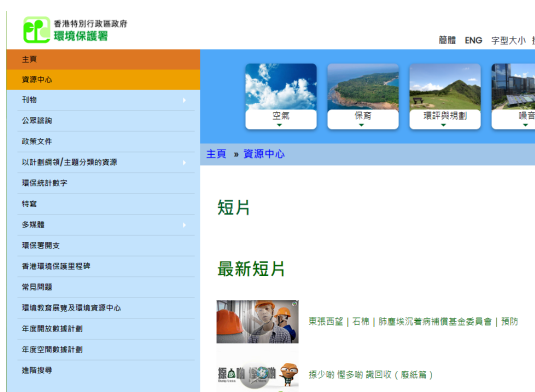 香港特別行政區政府
環境保護署
簡體 ENG 字型大小
主頁
資源中心
刊物
公眾諮詢
政策文件
以計劃綱領/主題分類的資源
環保統計數字
特寫
多媒體
環保署開支
香港環境保護里程碑
常見問題
環境教育展覽及環境資源中心
年度開放數據計劃
年度空間數據計劃
進階搜尋
空氣
保育
環評與規劃
噪音
主頁 » 資源中心
短片
最新短片
東張西望 | 石棉 | 肺塵埃沉着病補償基金委員會 | 預防
揼少啲 慳多啲 識回收 ( 廢紙篇 )